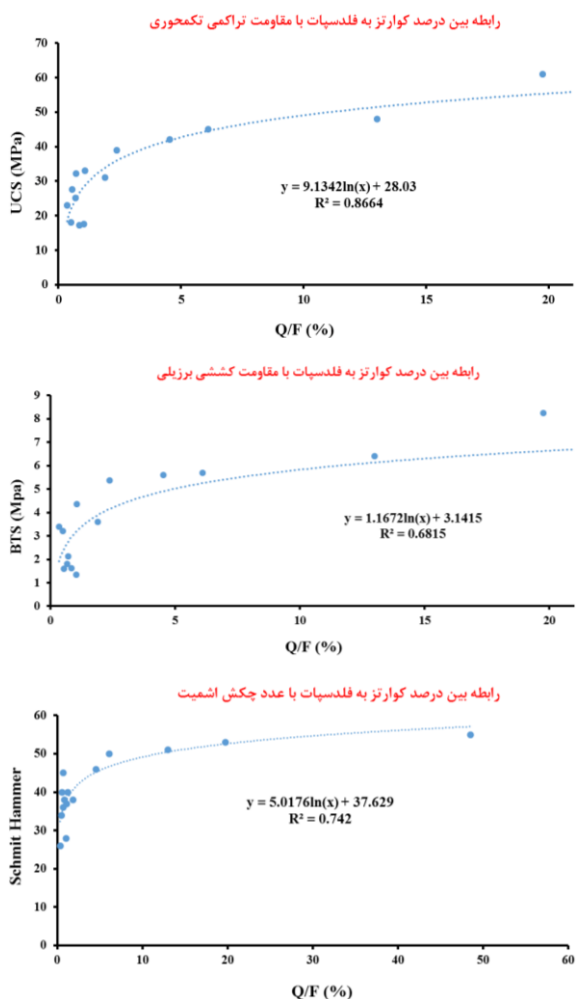 رابطه بین درصد کوارتز به فلدسپات با مقاومت تراکمی تکمحوری
70
60
50
40
30
20
10
0
UCS (MPa)
y = 9.1342ln(x) + 28.03
R² = 0.8664
0 5 10 15 20
Q/F (%)
رابطه بین درصد کوارتز به فلدسپات با مقاومت کششی برزیلی
9
8
7
6
5
4
3
2
1
0
BTS (Mpa)
y = 1.1672ln(x) + 3.1415
R² = 0.6815
0 5 10 15 20
Q/F (%)
رابطه بین درصد کوارتز به فلدسپات با عدد چکش اشمیت
60
50
40
30
20
10
0
Schmit Hammer
y = 5.0176ln(x) + 37.629
R² = 0.742
0 10 20 30 40 50 60
Q/F (%)